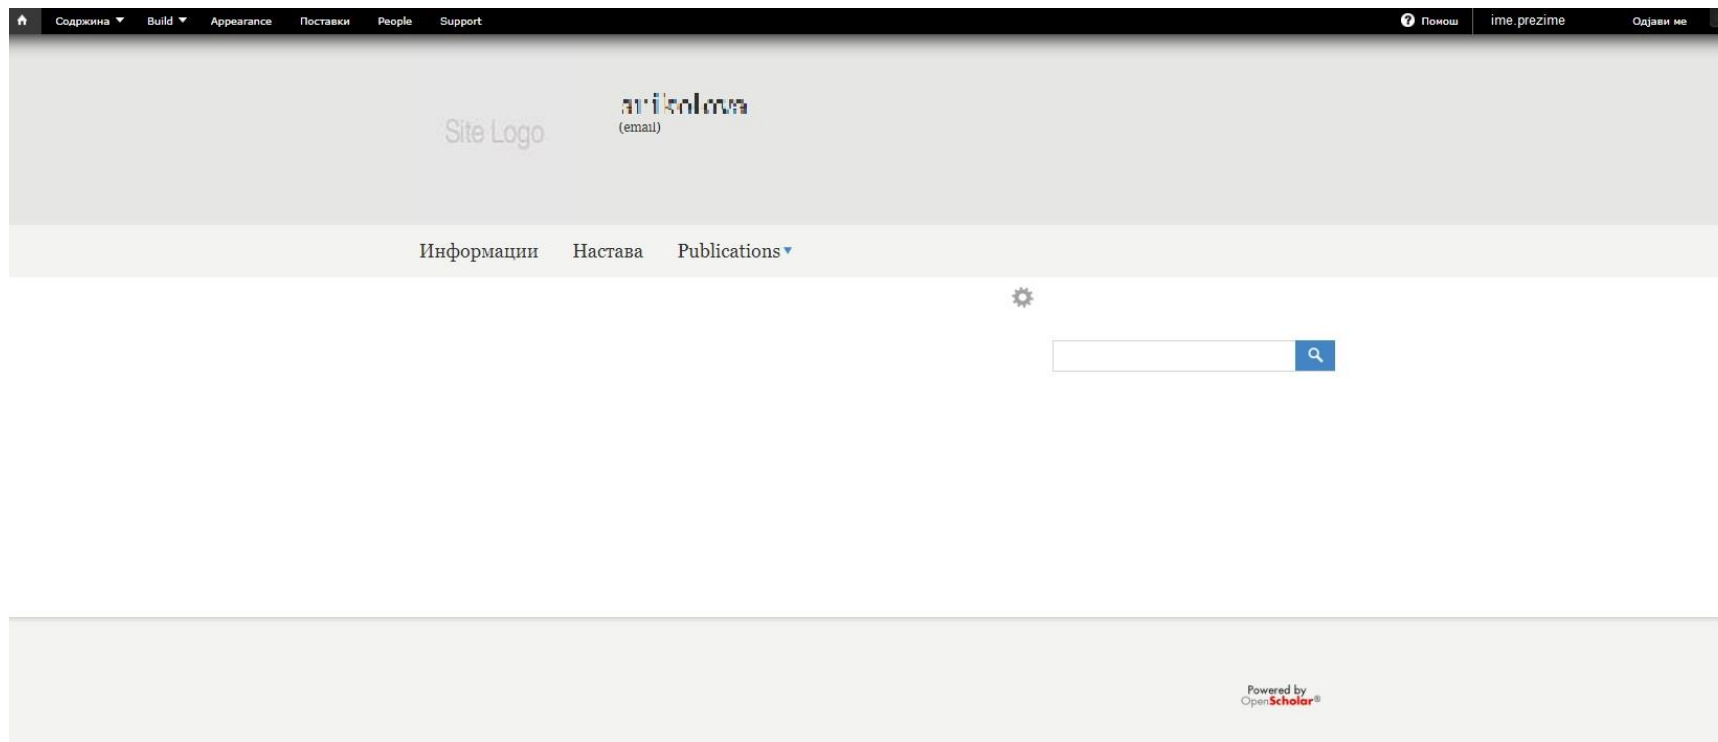 Содржина Build Appearance Поставки People Support Помош ime.prezime Одјави ме
Site Logo
(email)
Информации Настава Publications
Powered by
OpenScholar®